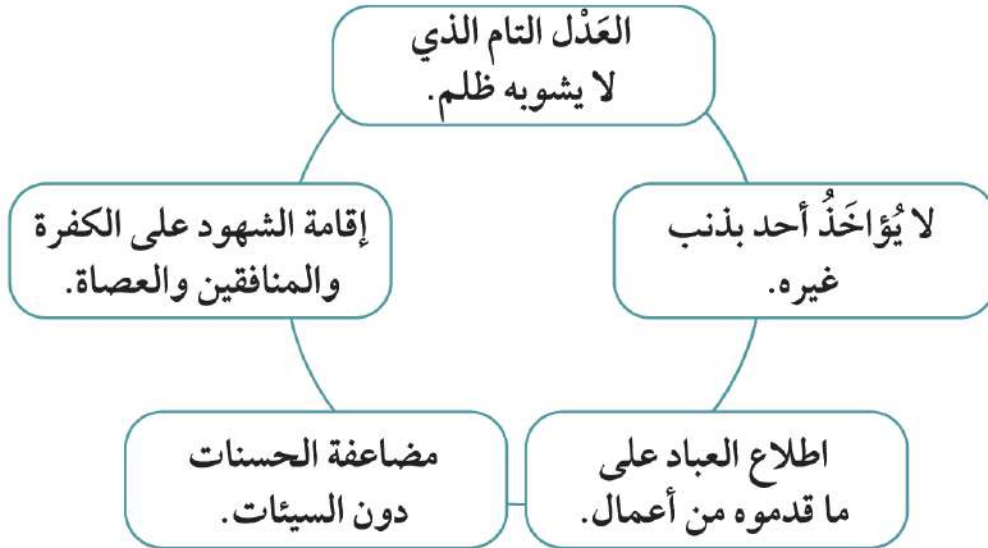 العَدْل التام الذي
لا يشوبه ظلم.
لا يُؤاخَذُ أحد بذنب
غيره.
اطلاع العباد على
ما قدموه من أعمال.
مضاعفة الحسنات
دون السيئات.
إقامة الشهود على الكفرة
والمنافقين والعصاة.